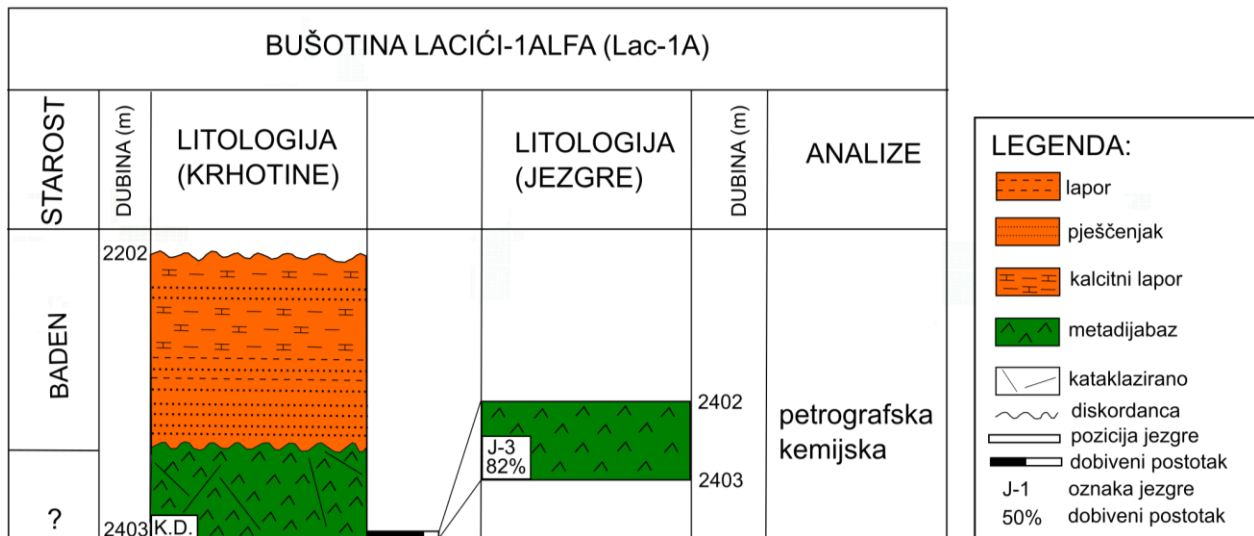 BUŠOTINA LACIĆI-1ALFA (Lac-1A)
STAROST
DUBINA (m)
LITOLOGIJA
(KRHOTINE)
LITOLOGIJA
(JEZGRE)
DUBINA (m)
ANALIZE
BADEN
?
2202
2403
K.D.
J-3
82%
2402
2403
petrografska
kemijska
LEGENDA:
lapor
pješčenjak
kalcitni lapor
metadijabaz
kataklazirano
diskordanca
pozicija jezgre
dobiveni postotak
J-1 oznaka jezgre
50% dobiveni postotak